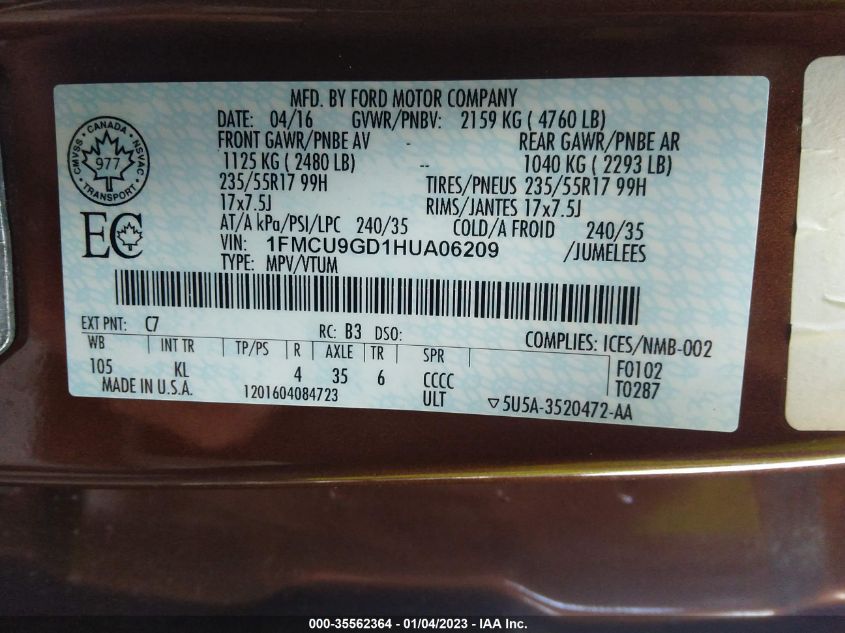 MFD. BY FORD MOTOR COMPANY
DATE: 04/16 GVWR/PNBV: 2159 KG ( 4760 LB)
FRONT GAWR/PNBE AV - REAR GAWR/PNBE AR
1125 KG ( 2480 LB) -- 1040 KG ( 2293 LB)
235/55R17 99H TIRES/PNEUS 235/55R17 99H
17x7.5J RIMS/JANTES 17x7.5J
AT/A kPa/PSI/LPC 240/35 COLD/A FROID 240/35
VIN: 1FMCU9GD1HUA06209 /JUMELEES
TYPE: MPV/VTUM
CMVSS · CANADA · NSVAC
977
TRANSPORT
EC
EXT PNT: C7 RC: B3 DSO: COMPLIES: ICES/NMB-002
WB INT TR TP/PS R AXLE TR SPR F0102
105 KL 4 35 6 CCCC T0287
MADE IN U.S.A. 1201604084723 ULT ▽5U5A-3520472-AA
000-35562364 | 01/04/2023 - © IAA Inc.